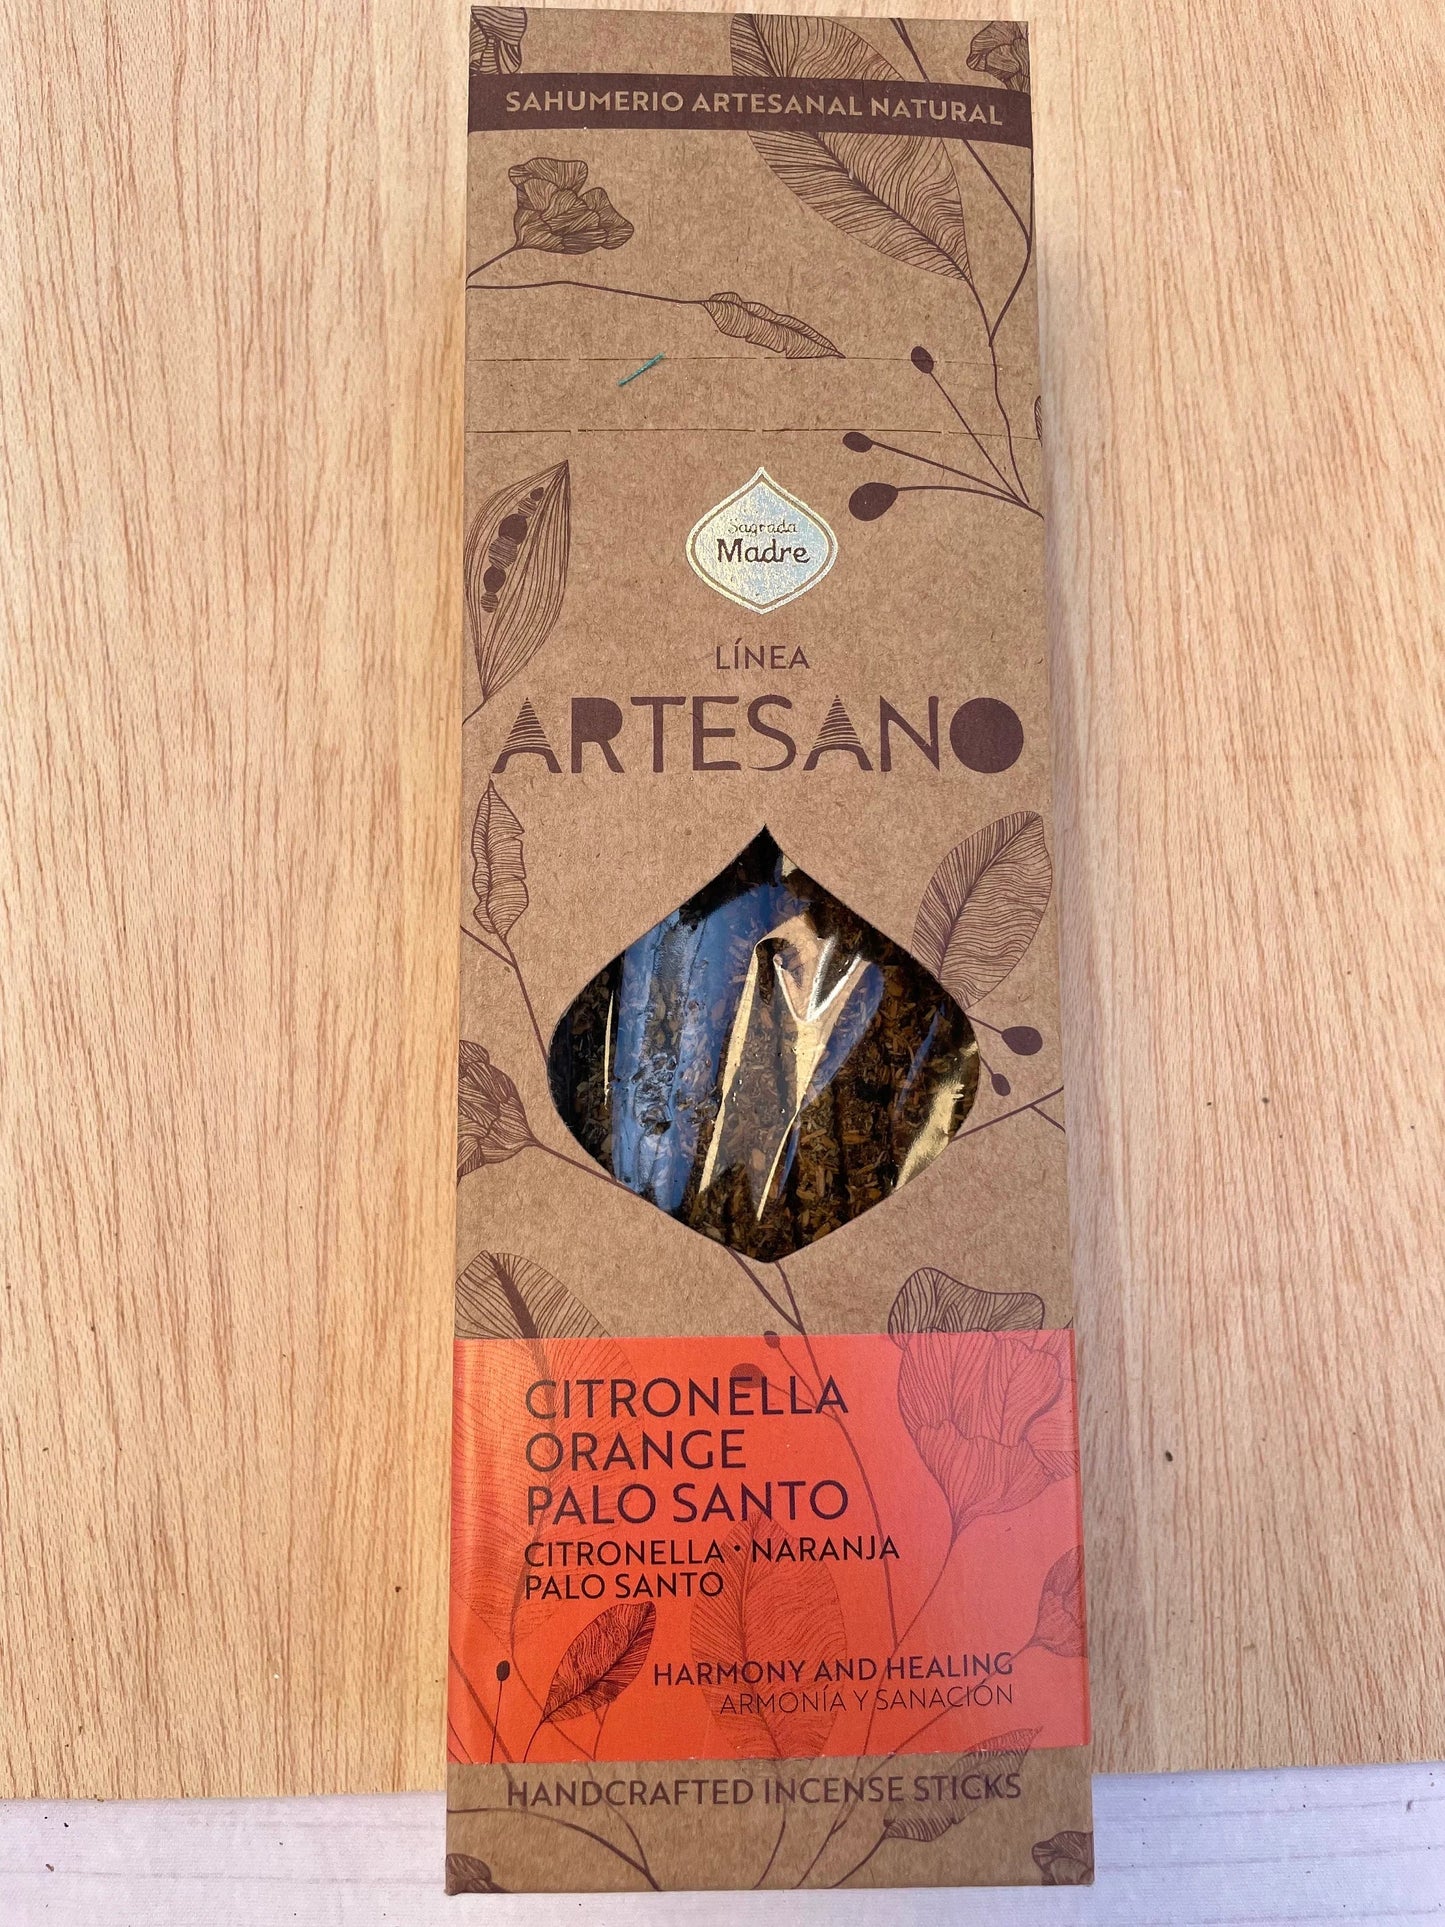 SAHUMERIO ARTESANAL NATURAL
Sagrada
Madre
LÍNEA
ARTESANO
CITRONELLA
ORANGE
PALO SANTO
CITRONELLA · NARANJA
PALO SANTO
HARMONY AND HEALING
ARMONÍA Y SANACIÓN
HANDCRAFTED INCENSE STICKS